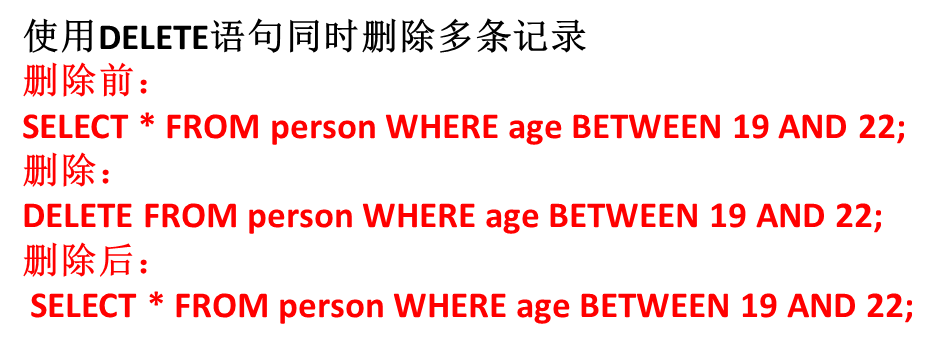 使用DELETE语句同时删除多条记录
删除前：
SELECT * FROM person WHERE age BETWEEN 19 AND 22;
删除：
DELETE FROM person WHERE age BETWEEN 19 AND 22;
删除后：
SELECT * FROM person WHERE age BETWEEN 19 AND 22;